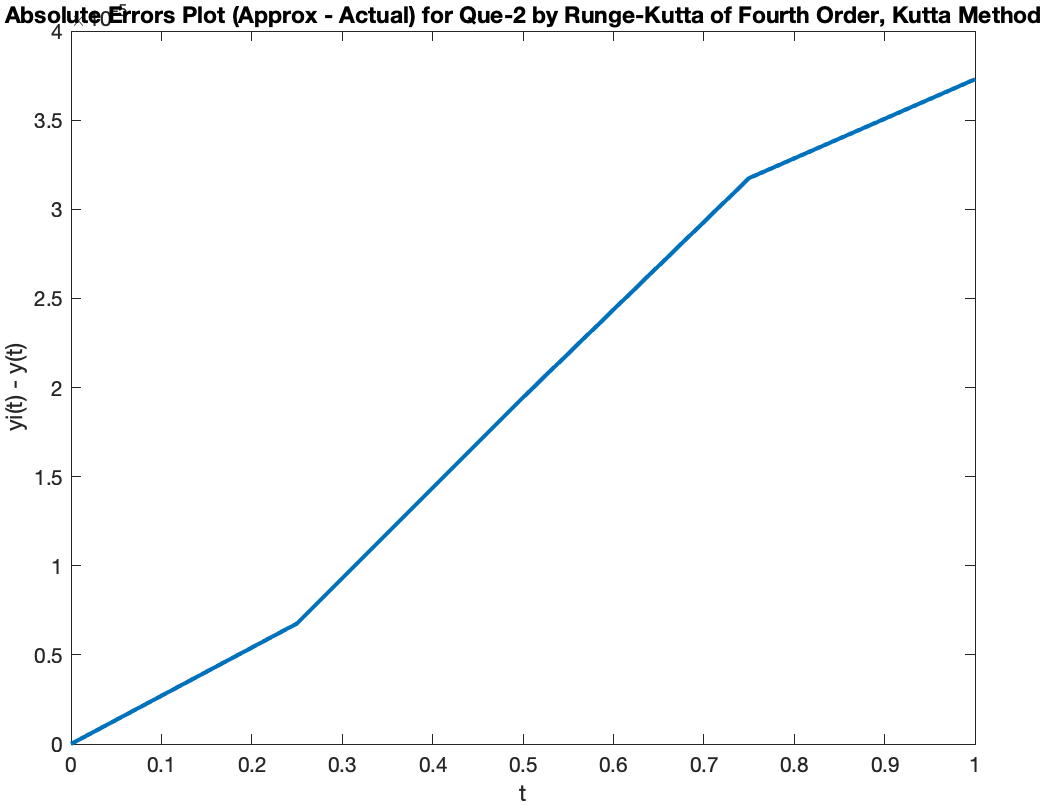 Absolute Errors Plot (Approx - Actual) for Que-2 by Runge-Kutta of Fourth Order, Kutta Method
4
3.5
3
2.5
2
1.5
1
0.5
0
yi(t) - y(t)
0 0.1 0.2 0.3 0.4 0.5 0.6 0.7 0.8 0.9 1
t